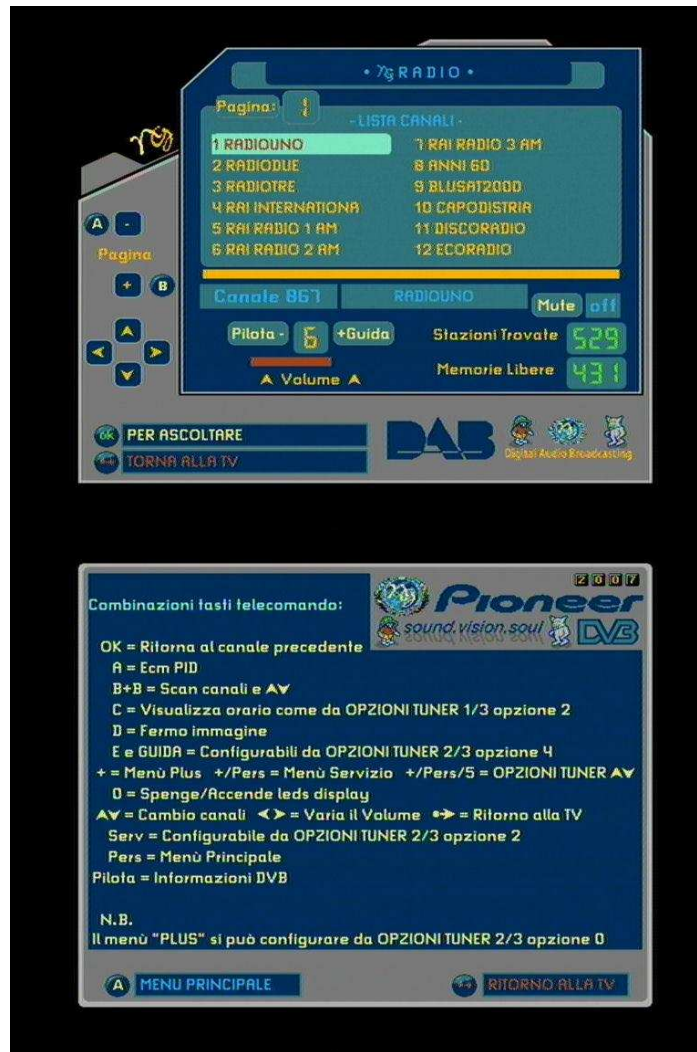 • RADIO •
Pagina: 1
- LISTA CANALI -
1 RADIOUNO
2 RADIODUE
3 RADIOTRE
4 RAI INTERNATIONA
5 RAI RADIO 1 AM
6 RAI RADIO 2 AM
7 RAI RADIO 3 AM
8 ANNI 60
9 BLUSAT2000
10 CAPODISTRIA
11 DISCORADIO
12 ECORADIO
A -
Pagina
+ B
Canale 867 RADIOUNO Mute off
Pilota - 6 +Guida
Volume
Stazioni Trovate 529
Memorie Libere 431
OK PER ASCOLTARE
TORNA ALLA TV
DAB
Digital Audio Broadcasting
2007
Pioneer
sound.vision.soul DVB
Combinazioni tasti telecomando:
OK = Ritorna al canale precedente
A = Ecm PID
B+B = Scan canali e ▲▼
C = Visualizza orario come da OPZIONI TUNER 1/3 opzione 2
D = Fermo immagine
E e GUIDA = Configurabili da OPZIONI TUNER 2/3 opzione 4
+ = Menù Plus +/Pers = Menù Servizio +/Pers/5 = OPZIONI TUNER ▲▼
0 = Spenge/Accende leds display
▲▼ = Cambio canali ◄ ► = Varia il Volume = Ritorno alla TV
Serv = Configurabile da OPZIONI TUNER 2/3 opzione 2
Pers = Menù Principale
Pilota = Informazioni DVB
N.B.
Il menù "PLUS" si può configurare da OPZIONI TUNER 2/3 opzione 0
A MENU PRINCIPALE
RITORNO ALLA TV